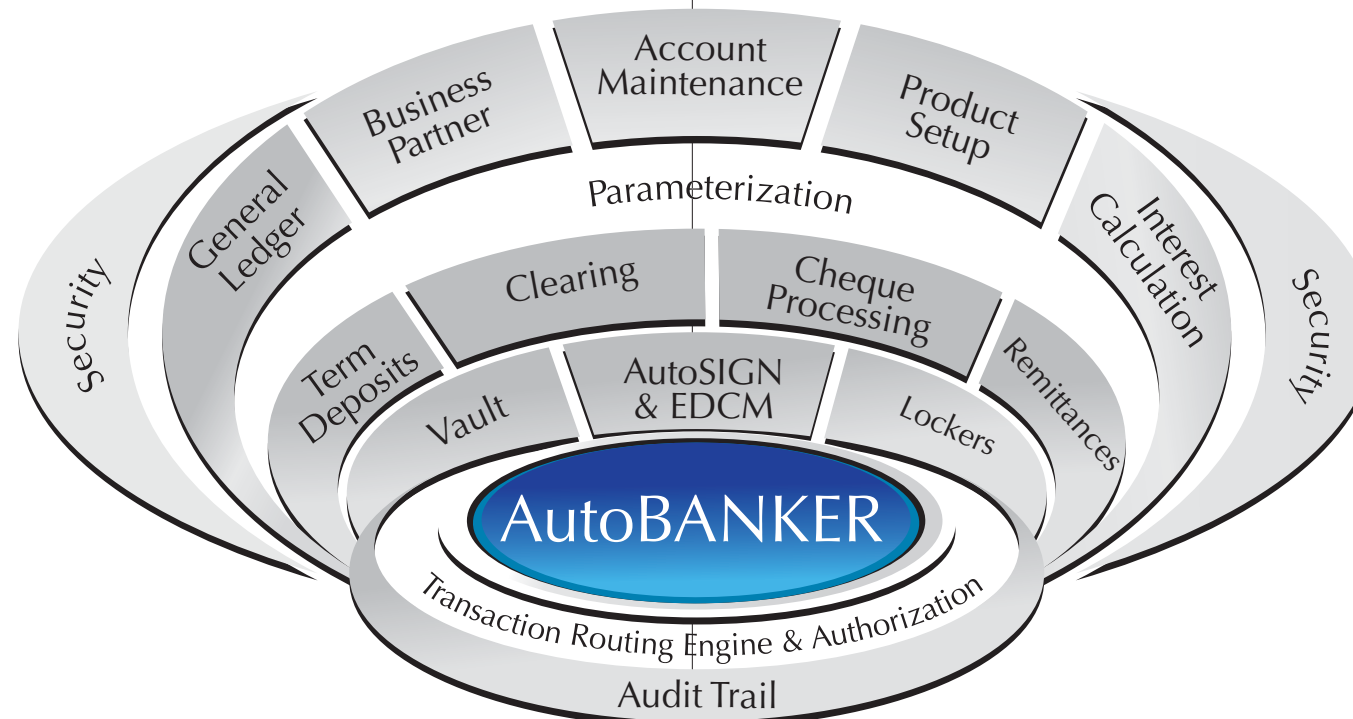 Account
Maintenance
Business
Partner
Product
Setup
General
Ledger
Parameterization
Interest
Calculation
Security
Security
Clearing
Cheque
Processing
Term
Deposits
Vault
AutoSIGN
& EDCM
Lockers
Remittances
AutoBANKER
Transaction Routing Engine & Authorization
Audit Trail